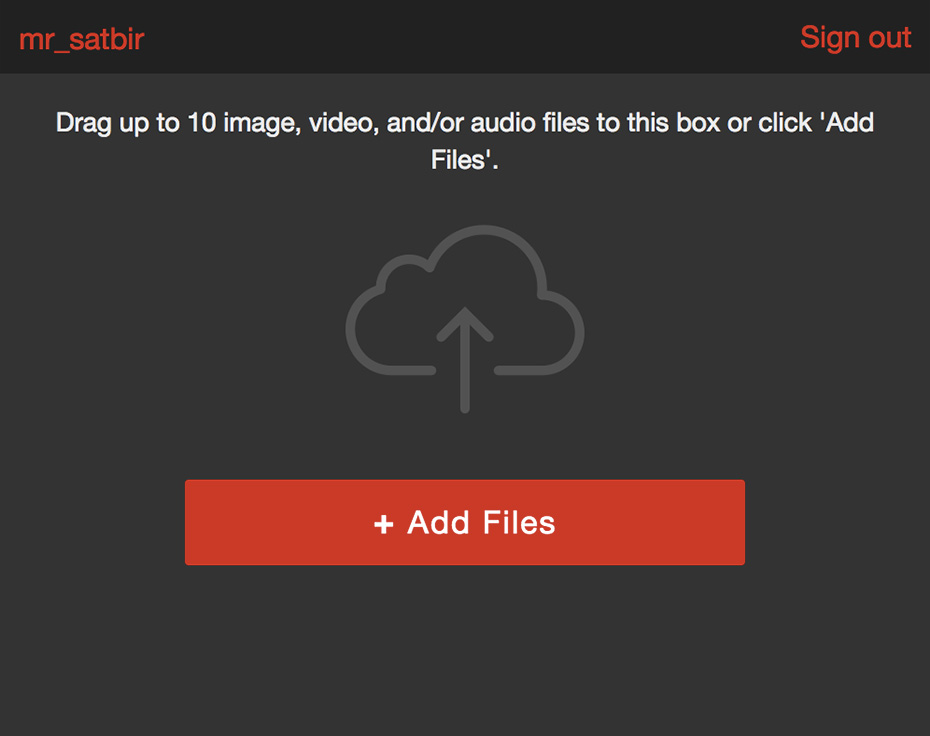 mr_satbir
Sign out
Drag up to 10 image, video, and/or audio files to this box or click 'Add
Files'.
+ Add Files